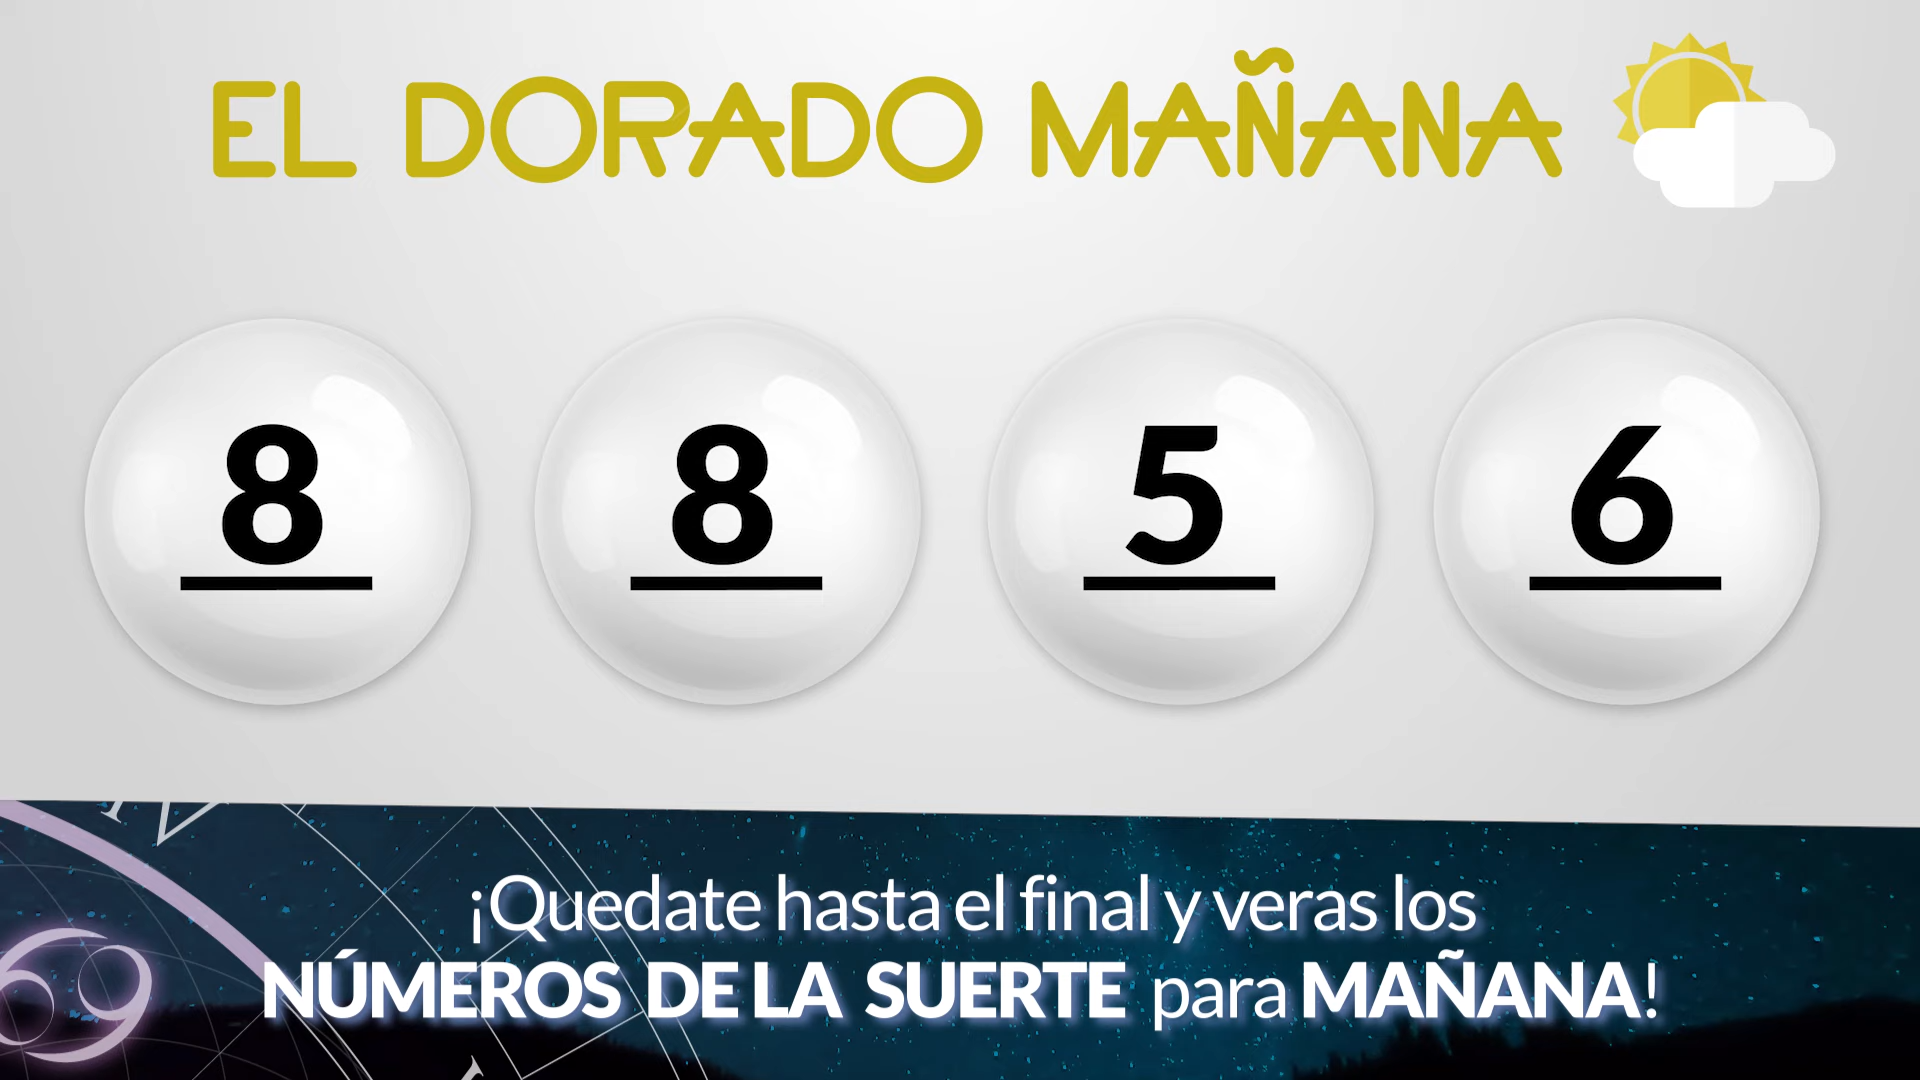 EL DORADO MAÑANA
8 8 5 6
¡Quedate hasta el final y veras los
NÚMEROS DE LA SUERTE para MAÑANA!